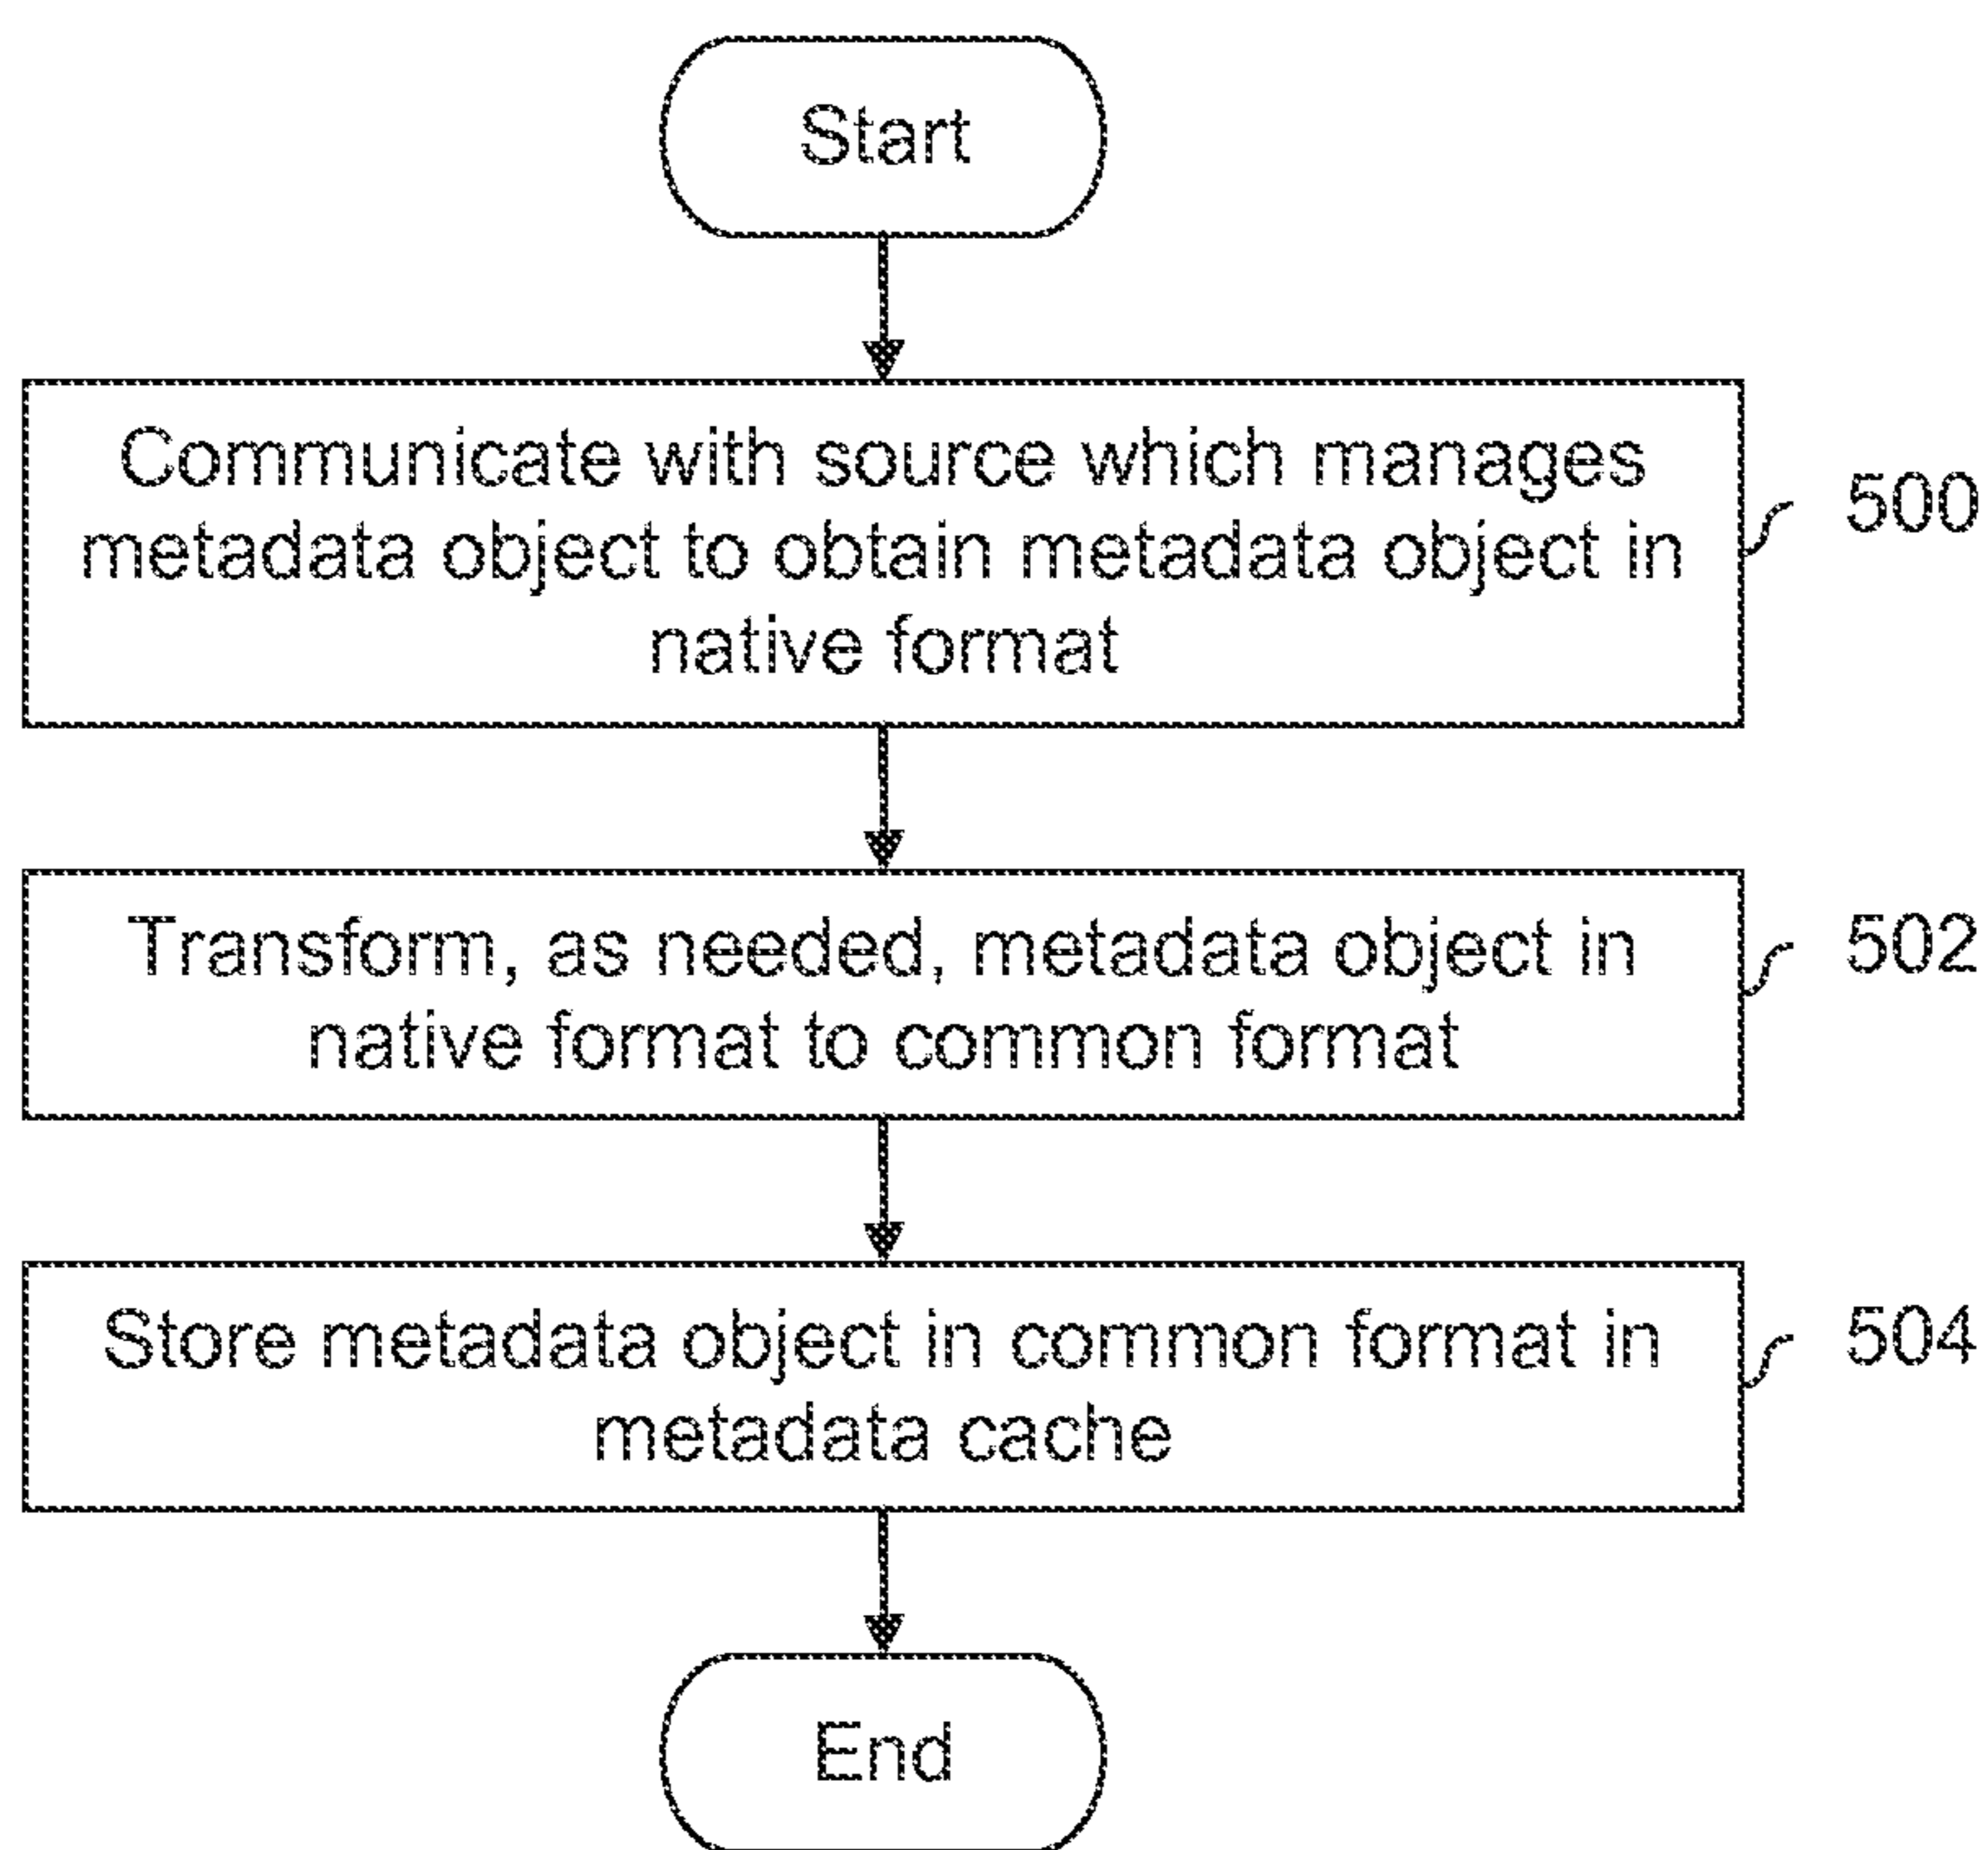 Start
Communicate with source which manages
metadata object to obtain metadata object in
native format
500
Transform, as needed, metadata object in
native format to common format
502
Store metadata object in common format in
metadata cache
504
End